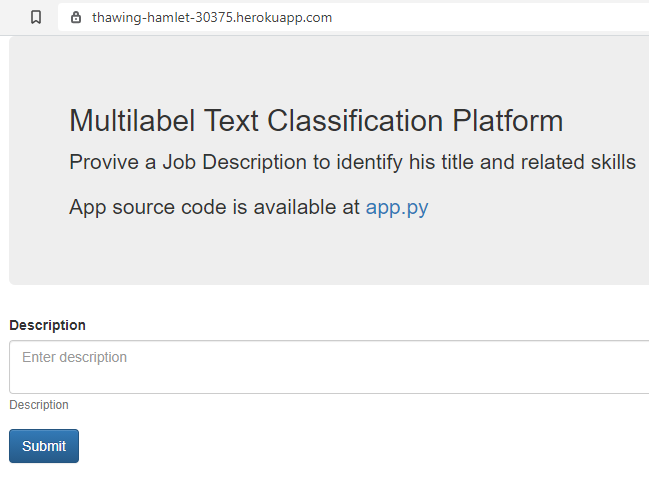 thawing-hamlet-30375.herokuapp.com
Multilabel Text Classification Platform
Provive a Job Description to identify his title and related skills
App source code is available at app.py
Description
Enter description
Description
Submit